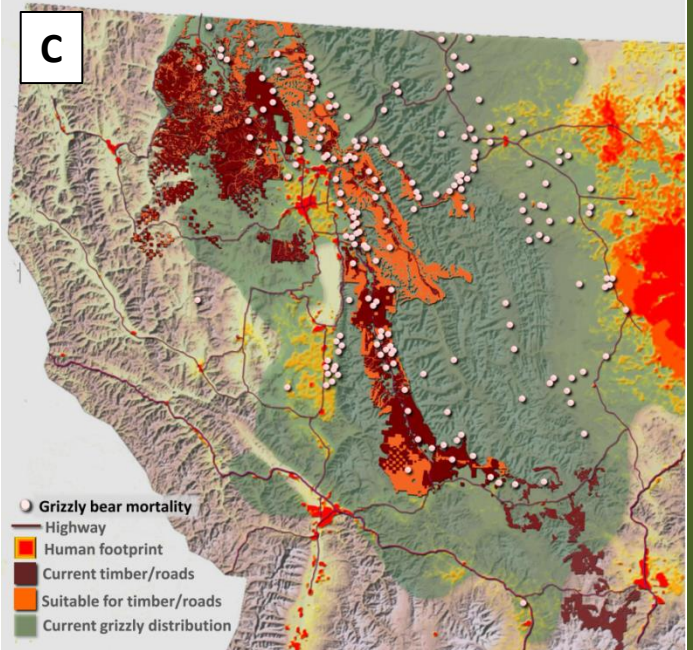 C
Grizzly bear mortality
Highway
Human footprint
Current timber/roads
Suitable for timber/roads
Current grizzly distribution